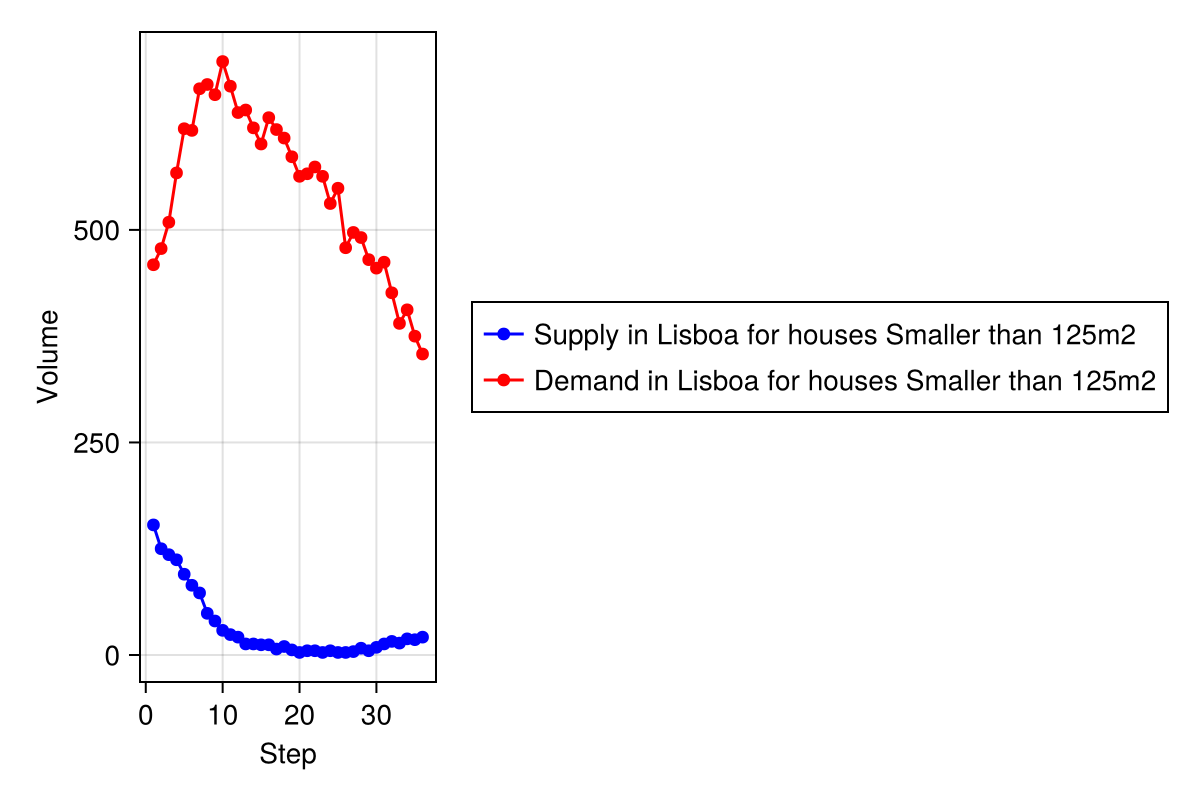 Volume
500
250
0
0 10 20 30
Step
Supply in Lisboa for houses Smaller than 125m2
Demand in Lisboa for houses Smaller than 125m2